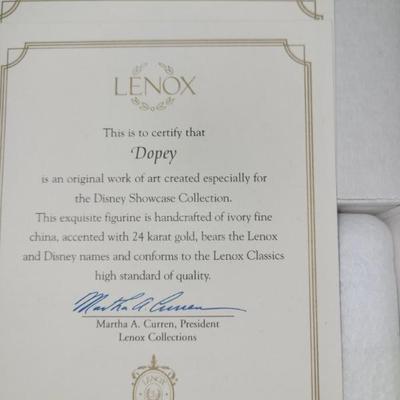 LENOX
This is to certify that
Dopey
is an original work of art created especially for
the Disney Showcase Collection.
This exquisite figurine is handcrafted of ivory fine
china, accented with 24 karat gold, bears the Lenox
and Disney names and conforms to the Lenox Classics
high standard of quality.
Martha A. Curren
Martha A. Curren, President
Lenox Collections
LENOX